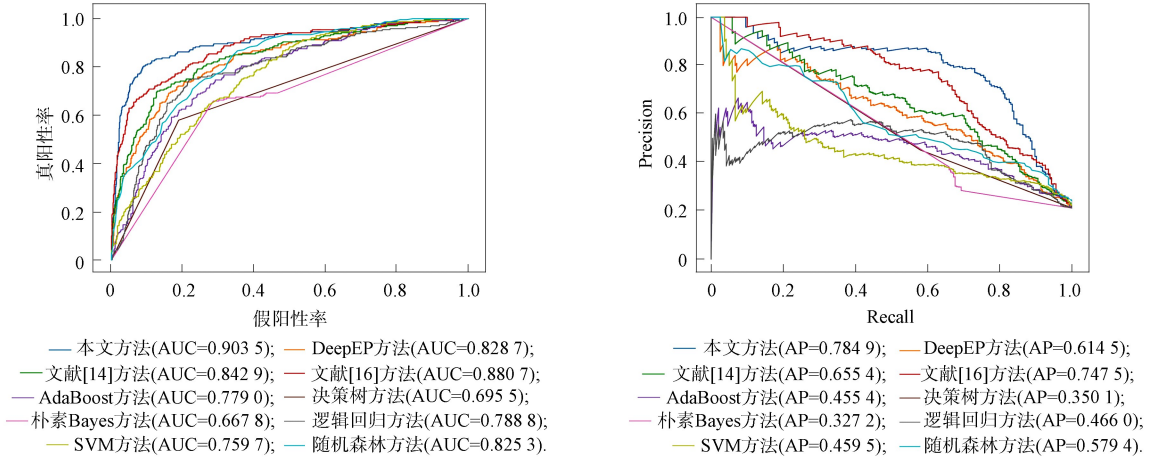 1.0
0.8
0.6
0.4
0.2
0
真阳性率
0
0.2
0.4
0.6
0.8
1.0
假阳性率
本文方法(AUC=0.903 5);
DeepEP方法(AUC=0.828 7);
文献[14]方法(AUC=0.842 9);
文献[16]方法(AUC=0.880 7);
AdaBoost方法(AUC=0.779 0);
决策树方法(AUC=0.695 5);
朴素Bayes方法(AUC=0.667 8);
逻辑回归方法(AUC=0.788 8);
SVM方法(AUC=0.759 7);
随机森林方法(AUC=0.825 3).
1.0
0.8
0.6
0.4
0.2
0
Precision
0
0.2
0.4
0.6
0.8
1.0
Recall
本文方法(AP=0.784 9);
DeepEP方法(AP=0.614 5);
文献[14]方法(AP=0.655 4);
文献[16]方法(AP=0.747 5);
AdaBoost方法(AP=0.455 4);
决策树方法(AP=0.350 1);
朴素Bayes方法(AP=0.327 2);
逻辑回归方法(AP=0.466 0);
SVM方法(AP=0.459 5);
随机森林方法(AP=0.579 4).